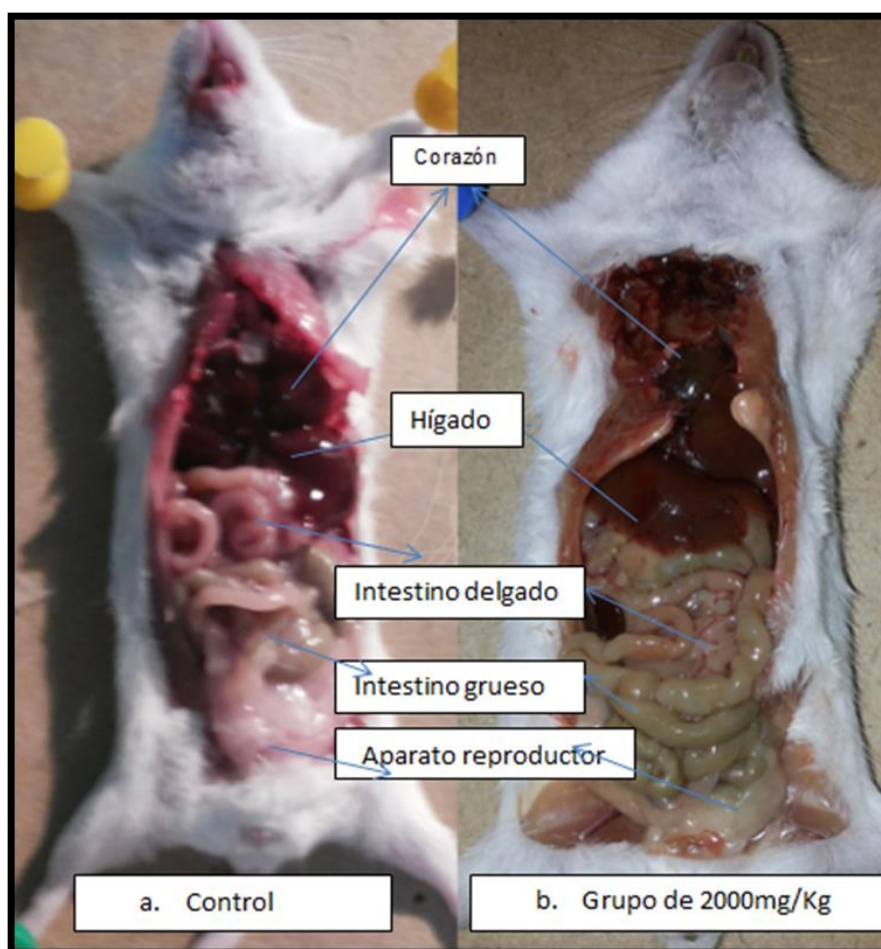 Corazón
Hígado
Intestino delgado
Intestino grueso
Aparato reproductor
a. Control
b. Grupo de 2000mg/Kg